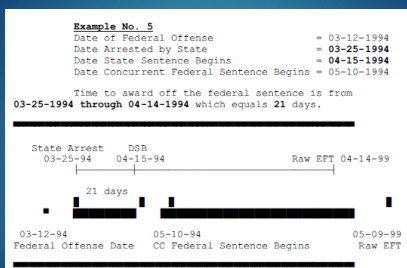 Example No. 5
Date of Federal Offense = 03-12-1994
Date Arrested by State = 03-25-1994
Date State Sentence Begins = 04-15-1994
Date Concurrent Federal Sentence Begins = 05-10-1994
Time to award off the federal sentence is from
03-25-1994 through 04-14-1994 which equals 21 days.
State Arrest DSB
03-25-94 04-15-94 Raw EFT 04-14-99
21 days
03-12-94 05-10-94 05-09-99
Federal Offense Date CC Federal Sentence Begins Raw EFT